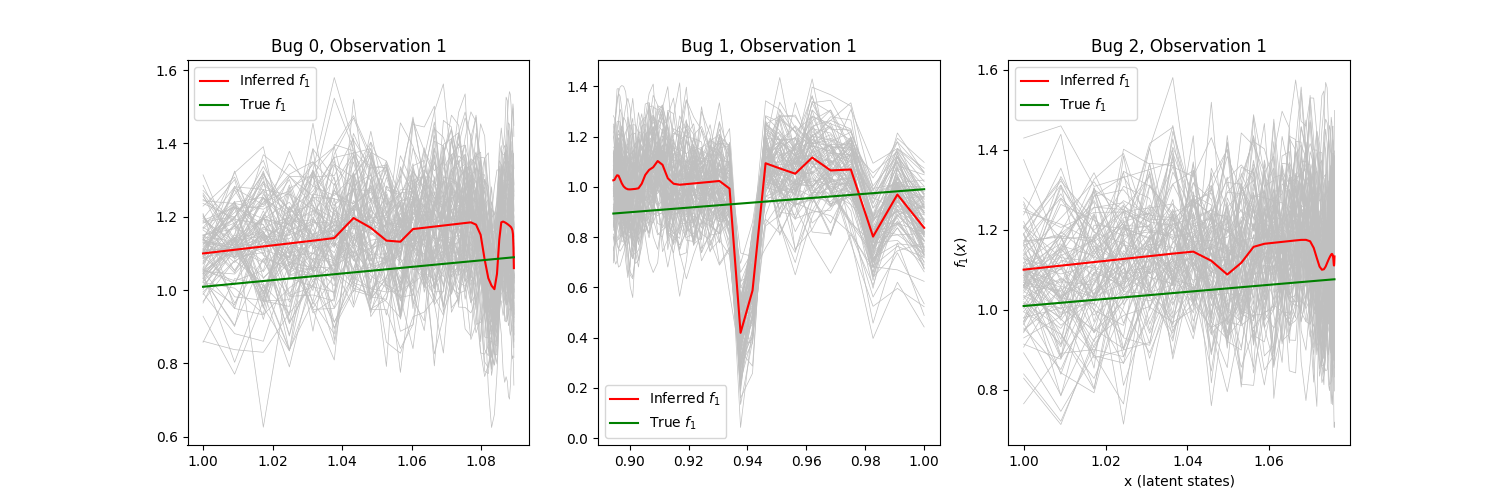 Bug 0, Observation 1
Inferred f₁
True f₁
1.6
1.4
1.2
1.0
0.8
0.6
1.00 1.02 1.04 1.06 1.08
Bug 1, Observation 1
1.4
1.2
1.0
0.8
0.6
0.4
0.2
0.0
Inferred f₁
True f₁
0.90 0.92 0.94 0.96 0.98 1.00
Bug 2, Observation 1
Inferred f₁
True f₁
f₁(x)
1.6
1.4
1.2
1.0
0.8
1.00 1.02 1.04 1.06
x (latent states)